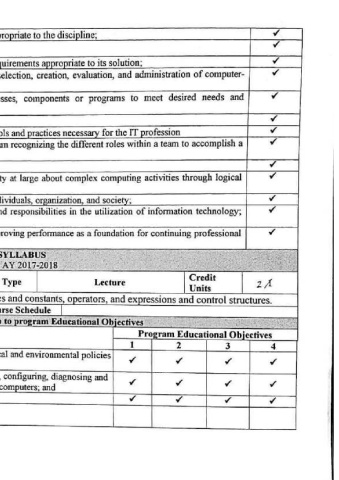 ropriate to the discipline; ✓
✓
quirements appropriate to its solution; ✓
selection, creation, evaluation, and administration of computer- ✓
sses, components or programs to meet desired needs and ✓
✓
ols and practices necessary for the IT profession ✓
an recognizing the different roles within a team to accomplish a ✓
✓
ty at large about complex computing activities through logical ✓
dividuals, organization, and society; ✓
nd responsibilities in the utilization of information technology; ✓
roving performance as a foundation for continuing professional ✓
SYLLABUS
AY 2017-2018
Type Lecture Credit Units 2
es and constants, operators, and expressions and control structures.
urse Schedule
n to program Educational Objectives
Program Educational Objectives
1 2 3 4
cal and environmental policies ✓ ✓ ✓ ✓
, configuring, diagnosing and
computers; and ✓ ✓ ✓ ✓
✓ ✓ ✓ ✓